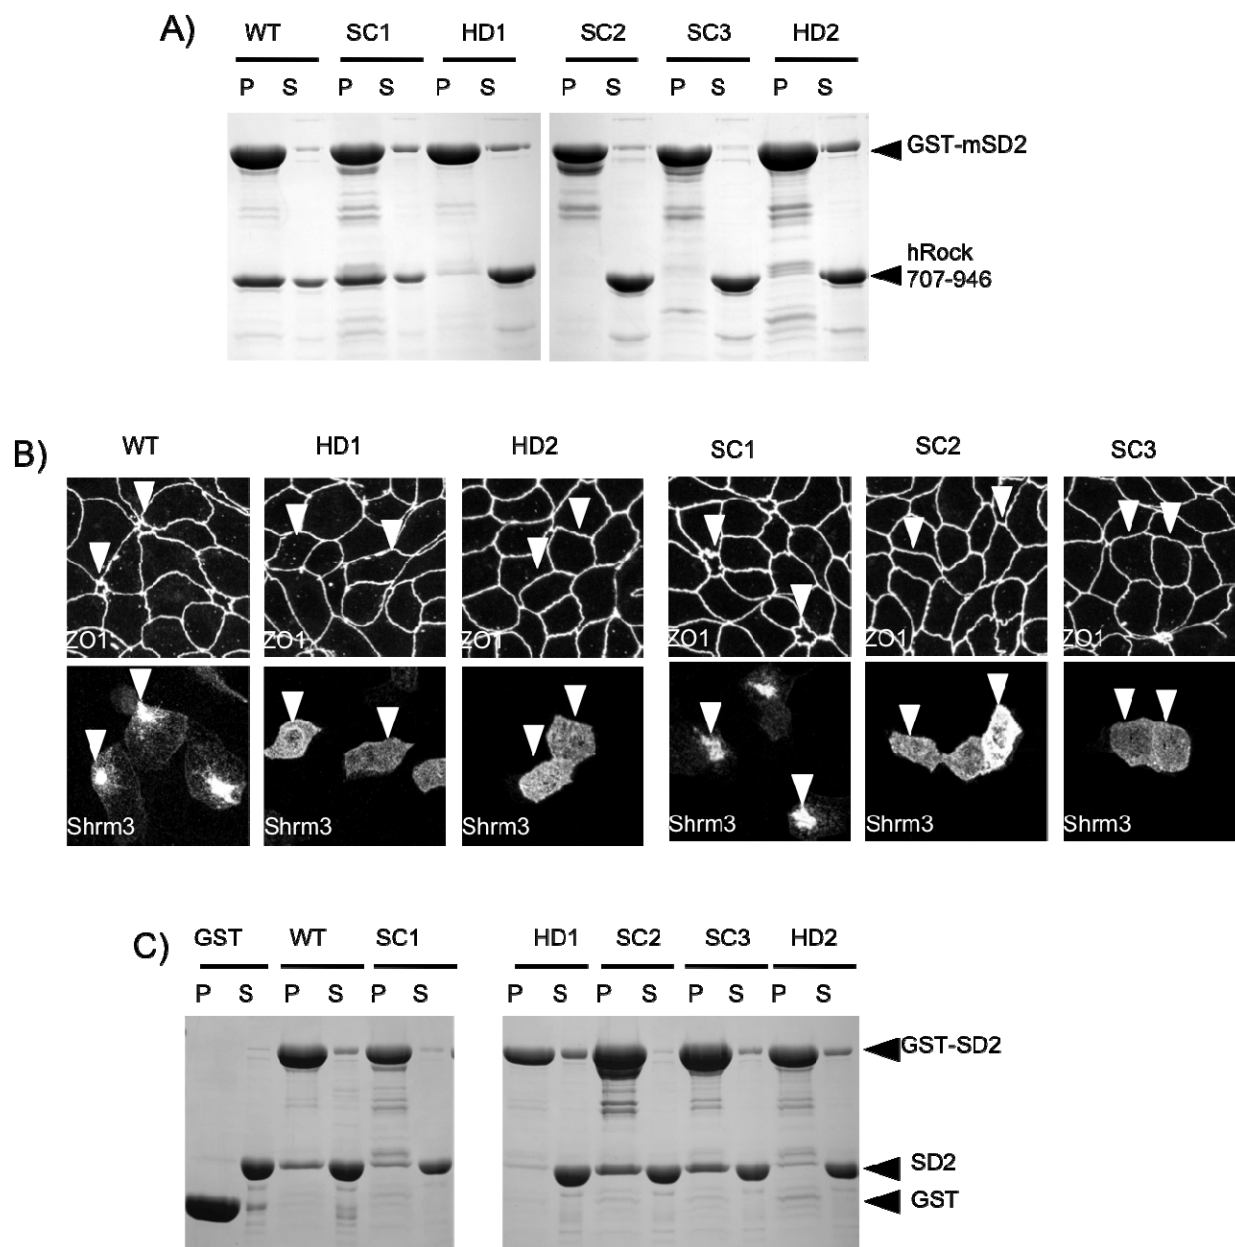 A)
WT SC1 HD1 SC2 SC3 HD2
P S P S P S P S P S P S
GST-mSD2
hRock
707-946
B)
WT HD1 HD2 SC1 SC2 SC3
ZO1 ZO1 ZO1 ZO1 ZO1 ZO1
Shrm3 Shrm3 Shrm3 Shrm3 Shrm3 Shrm3
C)
GST WT SC1 HD1 SC2 SC3 HD2
P S P S P S P S P S P S P S
GST-SD2
SD2
GST